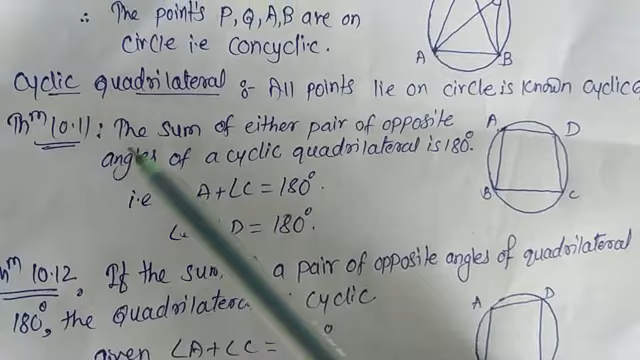 ∴ The points P, Q, A, B are on
circle i.e concyclic.
A B
Cyclic quadrilateral :- All points lie on circle is known cyclic
Thm 10.11: The sum of either pair of opposite
angles of a cyclic quadrilateral is 180°.
A D
i.e A+∠C = 180°.
B C
D = 180°.
10.12. If the sum a pair of opposite angles of quadrilateral
180°, the quadrilateral cyclic
A D
given ∠A+∠C =